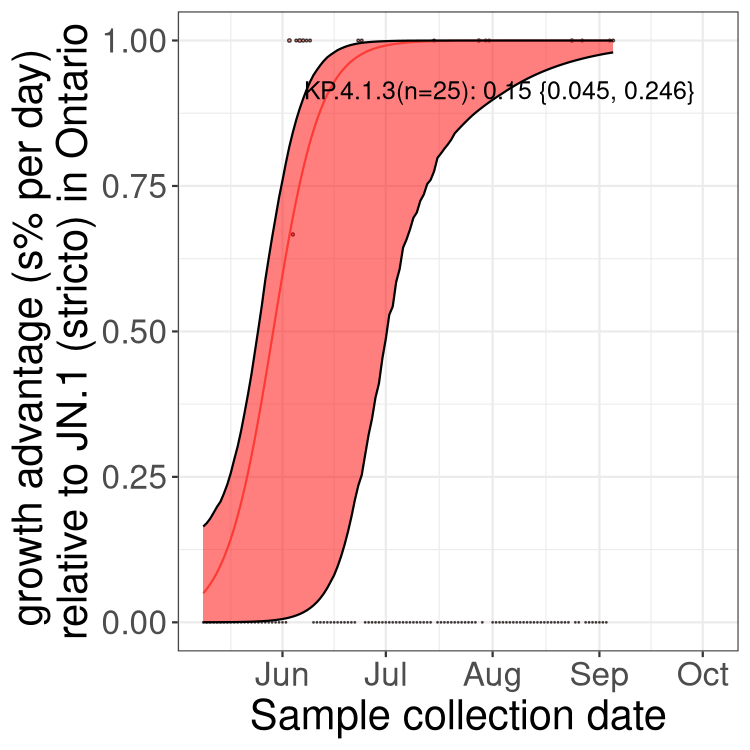 growth advantage (s% per day)
relative to JN.1 (stricto) in Ontario
1.00
0.75
0.50
0.25
0.00
KP.4.1.3(n=25): 0.15 {0.045, 0.246}
Jun Jul Aug Sep Oct
Sample collection date